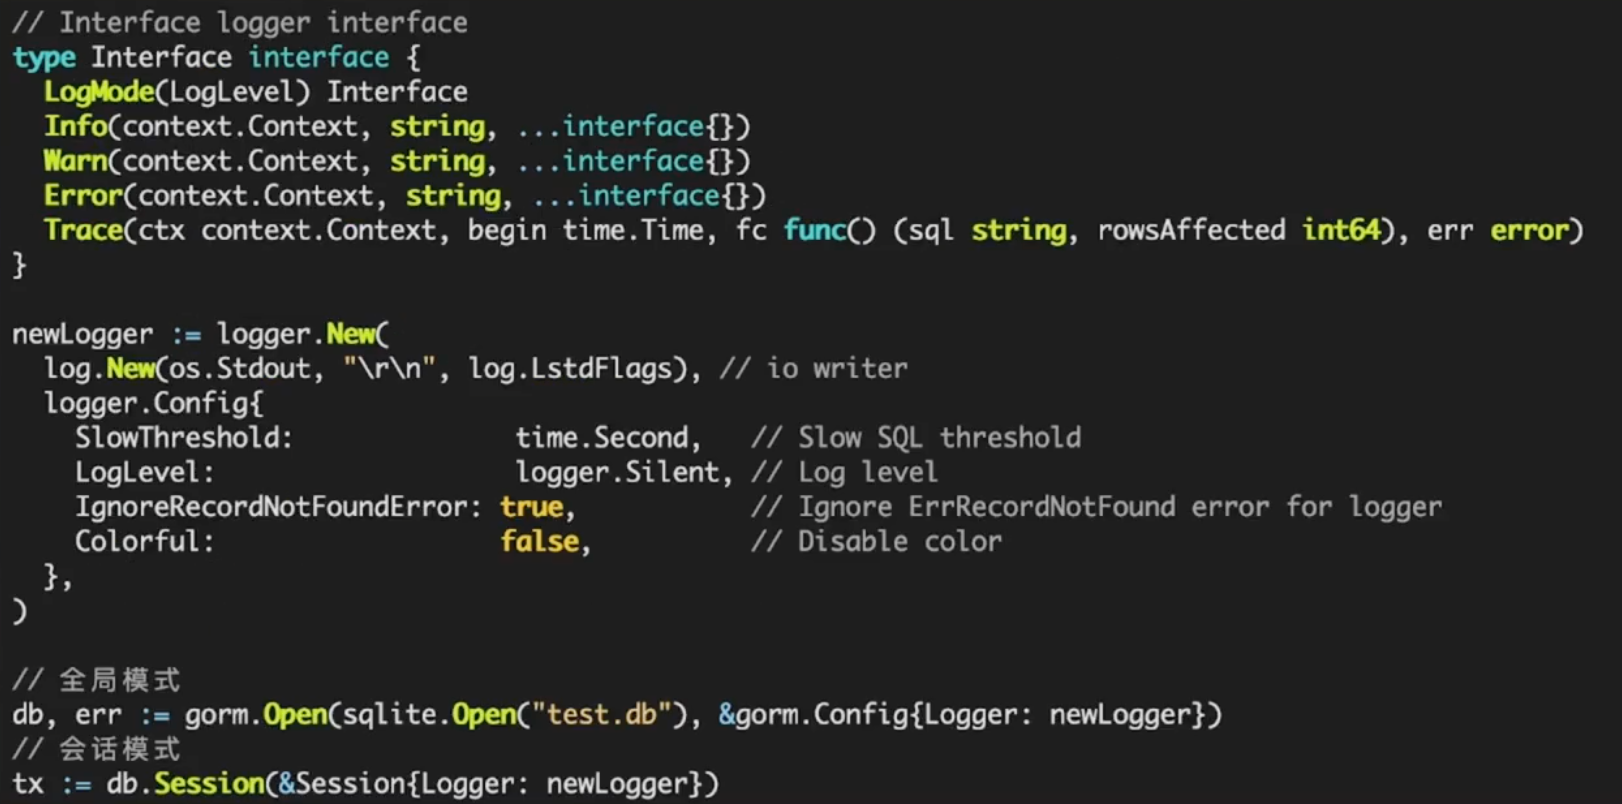 // Interface logger interface
type Interface interface {
  LogMode(LogLevel) Interface
  Info(context.Context, string, ...interface{})
  Warn(context.Context, string, ...interface{})
  Error(context.Context, string, ...interface{})
  Trace(ctx context.Context, begin time.Time, fc func() (sql string, rowsAffected int64), err error)
}

newLogger := logger.New(
  log.New(os.Stdout, "\r\n", log.LstdFlags), // io writer
  logger.Config{
    SlowThreshold:              time.Second,   // Slow SQL threshold
    LogLevel:                   logger.Silent, // Log level
    IgnoreRecordNotFoundError: true,           // Ignore ErrRecordNotFound error for logger
    Colorful:                  false,          // Disable color
  },
)

// 全局模式
db, err := gorm.Open(sqlite.Open("test.db"), &gorm.Config{Logger: newLogger})
// 会话模式
tx := db.Session(&Session{Logger: newLogger})